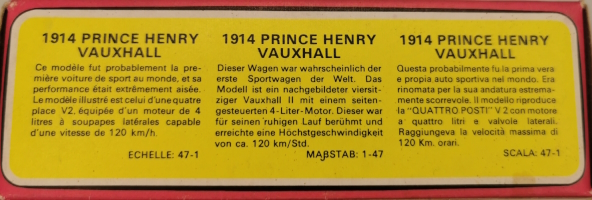 1914 PRINCE HENRY
VAUXHALL
Ce modéle fut probablement la pre-
mière voiture de sport au monde, et sa
performance était extrêmement aisée.
Le modèle illustré est celui d'une quatre
place V2, équipée d'un moteur de 4
litres à soupapes latérales capable
d'une vitesse de 120 km/h.
ECHELLE: 47-1
1914 PRINCE HENRY
VAUXHALL
Dieser Wagen war wahrscheinlich der
erste Sportwagen der Welt. Das
Modell ist ein nachgebildeter viersit-
ziger Vauxhall II mit einem seiten-
gesteuerten 4-Liter-Motor. Dieser war
für seinen ruhigen Lauf berühmt und
erreichte eine Höchstgeschwindigkeit
von ca. 120 km/Std.
MAßSTAB: 1-47
1914 PRINCE HENRY
VAUXHALL
Questa probabilmente fu la prima vera
e propia auto sportiva nel mondo. Era
rinomata per la sua andatura estrema-
mente scorrevole. Il modello riproduce
la "QUATTRO POSTI" V 2 con motore
a quattro litri e valvole laterali.
Raggiungeva la velocità massima di
120 Km. orari.
SCALA: 47-1